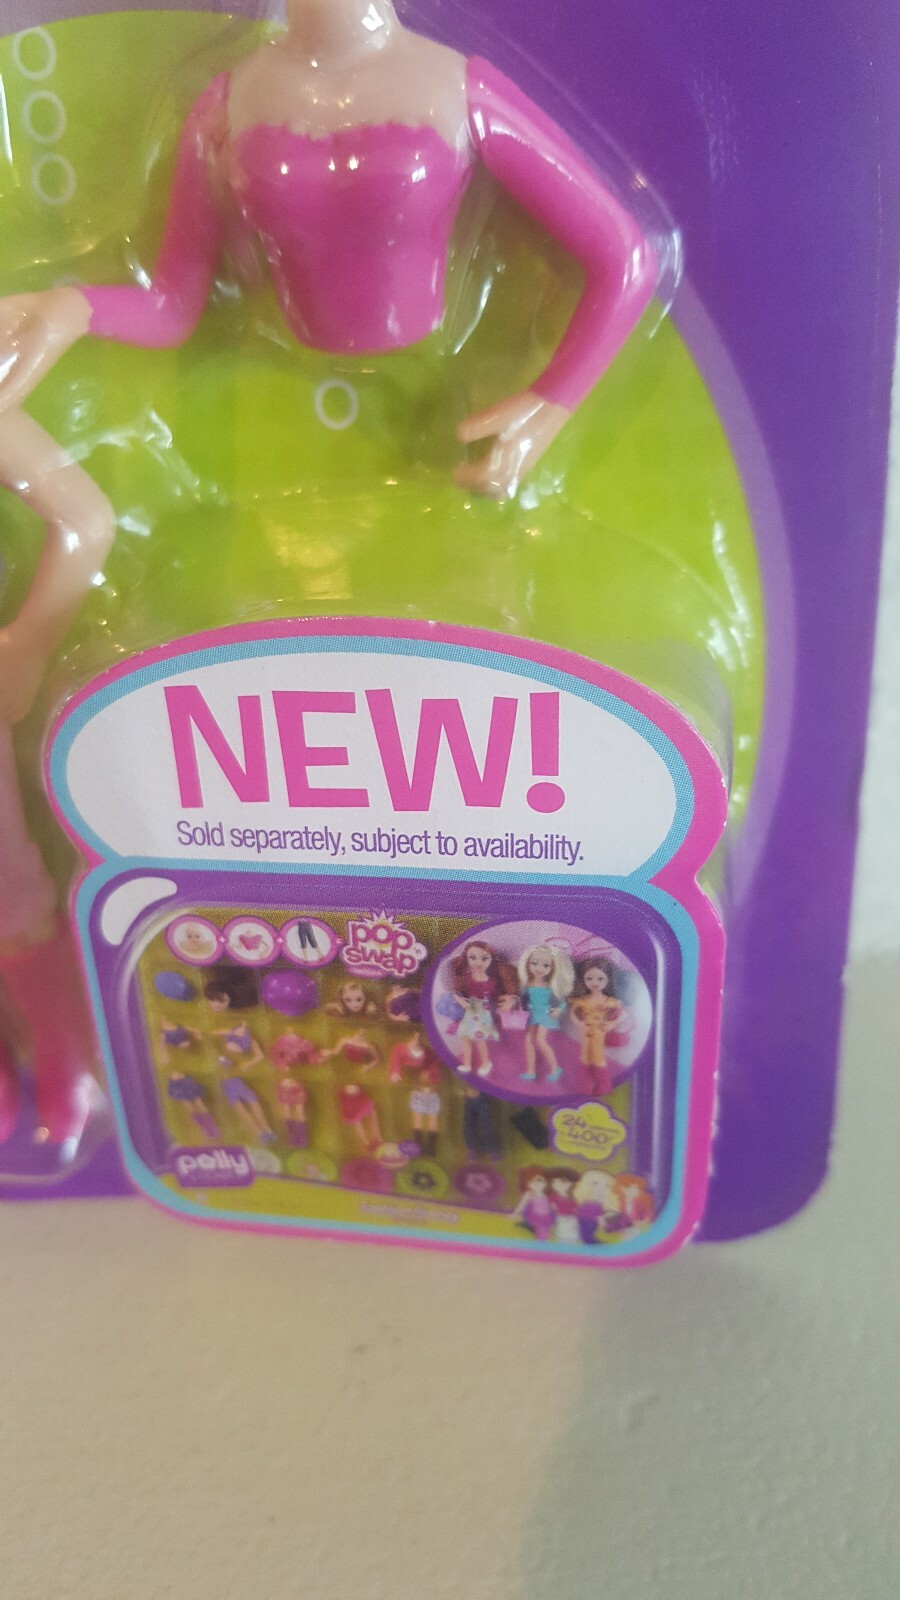 NEW!
Sold separately, subject to availability.
pop
swap
24
400
polly